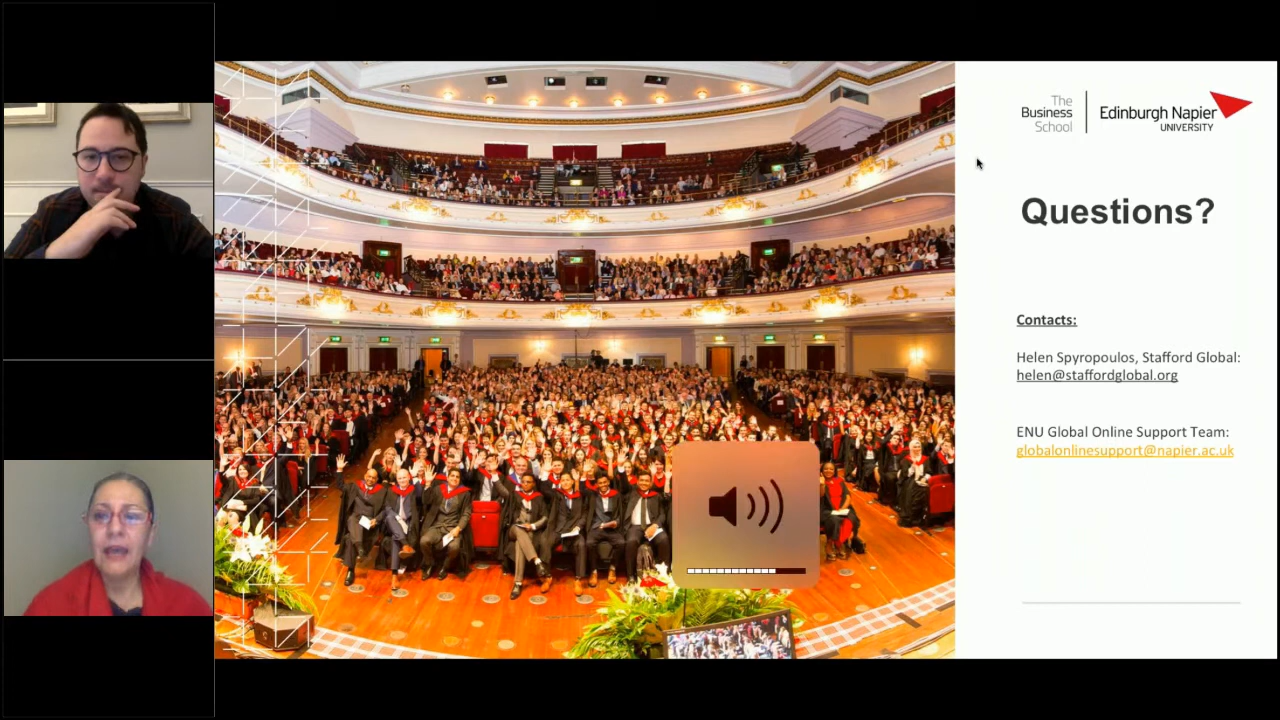 The
Business
School
Edinburgh Napier
UNIVERSITY
Questions?
Contacts:
Helen Spyropoulos, Stafford Global:
helen@staffordglobal.org
ENU Global Online Support Team:
globalonlinesupport@napier.ac.uk